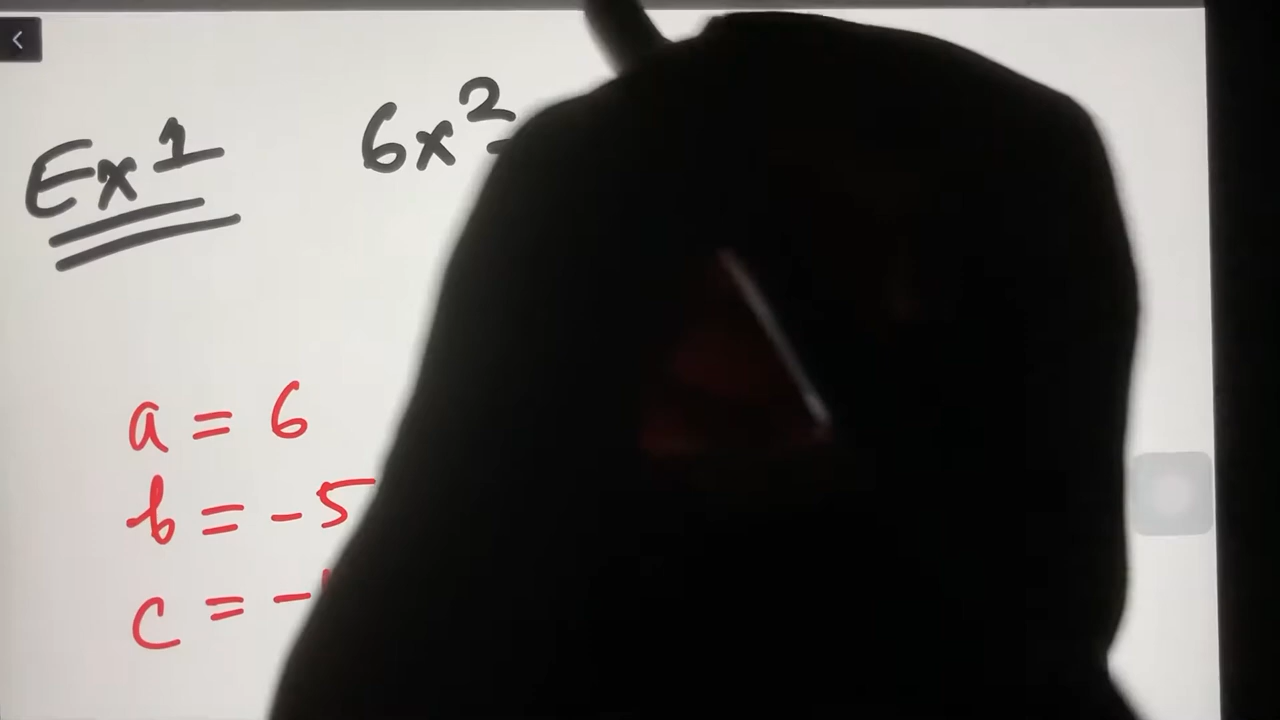 Ex 1 6x²
a = 6
b = -5
c = -